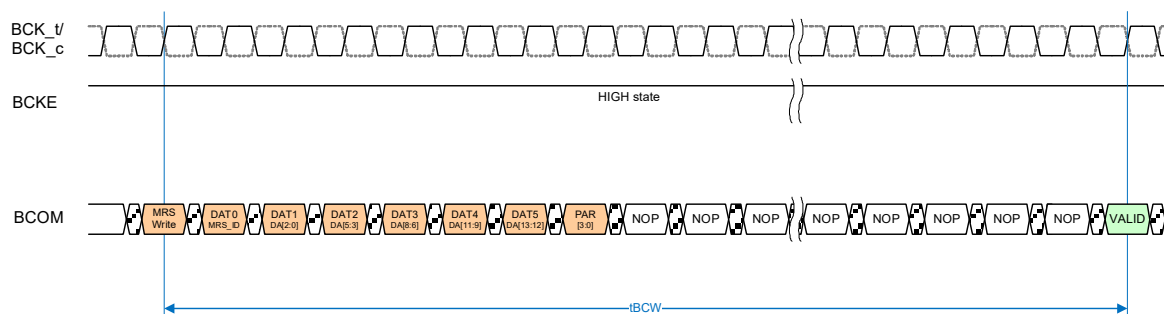 BCK_t/
BCK_c
BCKE
HIGH state
BCOM
MRS Write
DAT0 MRS_ID
DAT1 DA[2:0]
DAT2 DA[5:3]
DAT3 DA[8:6]
DAT4 DA[11:9]
DAT5 DA[13:12]
PAR [3:0]
NOP
NOP
NOP
NOP
NOP
NOP
NOP
NOP
VALID
tBCW